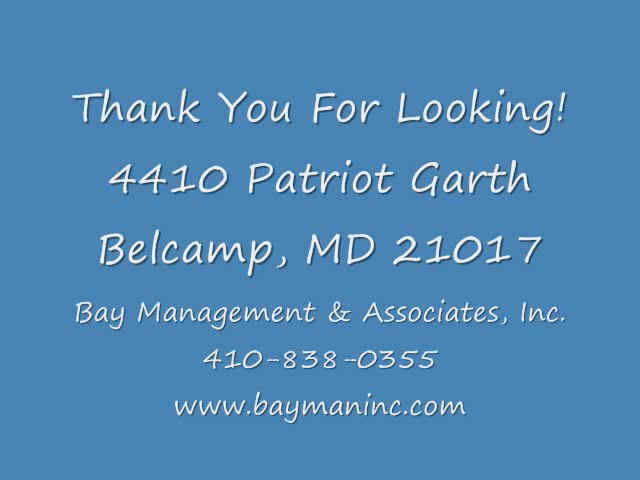 Thank You For Looking!
4410 Patriot Garth
Belcamp, MD 21017
Bay Management & Associates, Inc.
410-838-0355
www.baymaninc.com